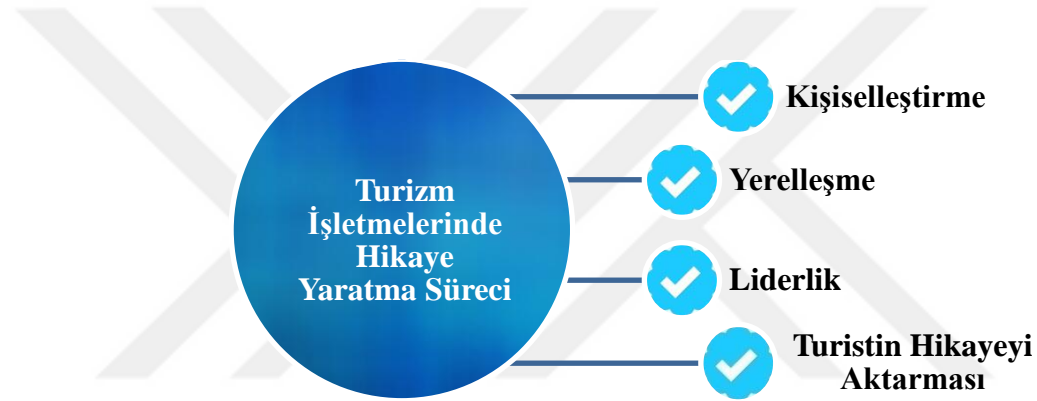 Turizm
İşletmelerinde
Hikaye
Yaratma Süreci
Kişiselleştirme
Yerelleşme
Liderlik
Turistin Hikayeyi
Aktarması